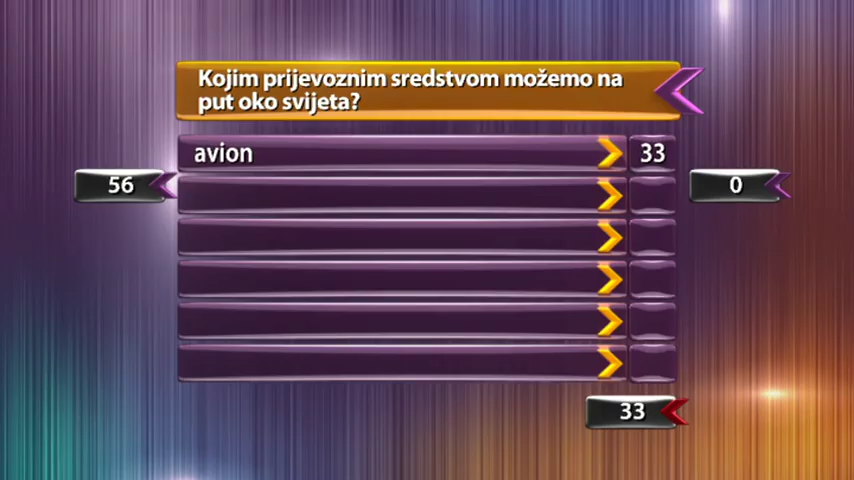 Kojim prijevoznim sredstvom možemo na
put oko svijeta?
avion 33
56
0
33